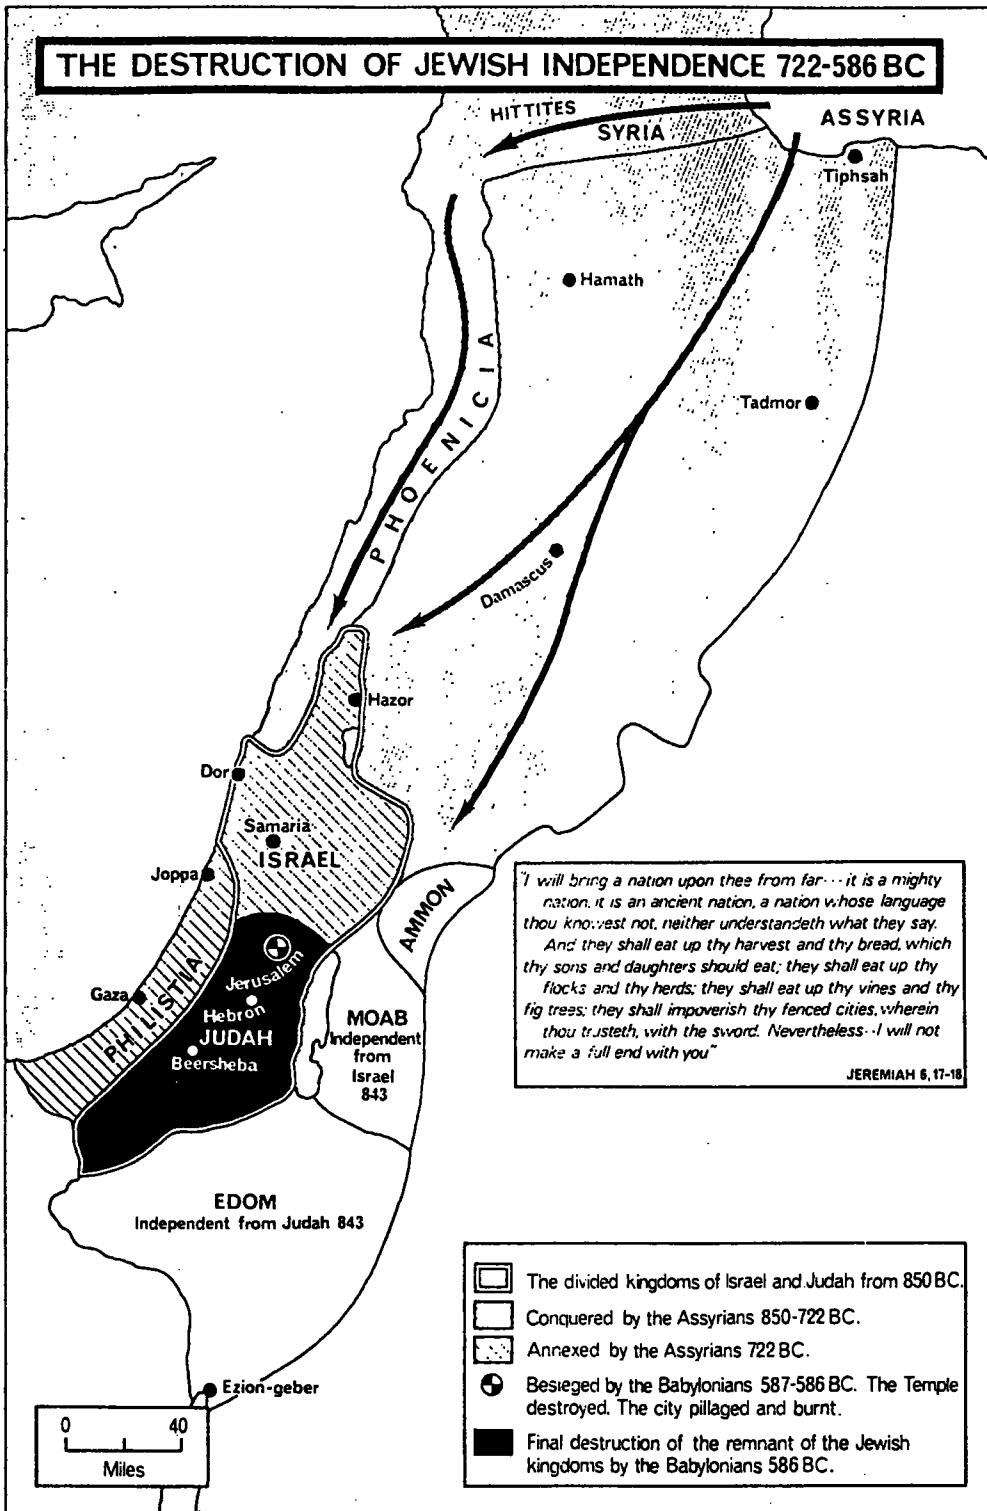 THE DESTRUCTION OF JEWISH INDEPENDENCE 722-586 BC
HITTITES
SYRIA
ASSYRIA
Tiphsah
Hamath
PHOENICIA
Tadmor
Damascus
Hazor
Dor
Samaria
ISRAEL
Joppa
AMMON
"I will bring a nation upon thee from far··· it is a mighty
nation, it is an ancient nation, a nation whose language
thou knowest not, neither understandeth what they say.
And they shall eat up thy harvest and thy bread, which
thy sons and daughters should eat; they shall eat up thy
flocks and thy herds; they shall eat up thy vines and thy
fig trees; they shall impoverish thy fenced cities, wherein
thou trusteth, with the sword. Nevertheless··I will not
make a full end with you"
JEREMIAH 6, 17-18
Jerusalem
Gaza
PHILISTIA
Hebron
JUDAH
Beersheba
MOAB
Independent
from
Israel
843
EDOM
Independent from Judah 843
The divided kingdoms of Israel and Judah from 850 BC.
Conquered by the Assyrians 850-722 BC.
Annexed by the Assyrians 722 BC.
Besieged by the Babylonians 587-586 BC. The Temple
destroyed. The city pillaged and burnt.
Final destruction of the remnant of the Jewish
kingdoms by the Babylonians 586 BC.
Ezion-geber
0 40
Miles